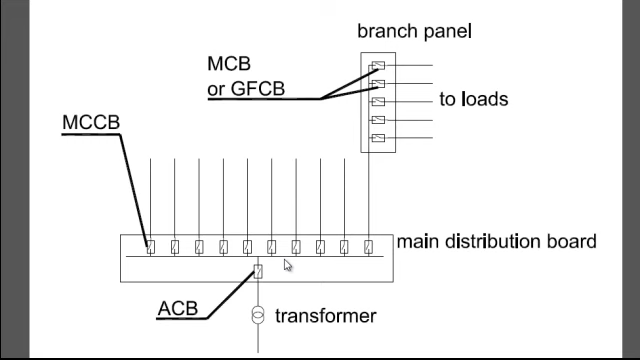 branch panel
MCB
or GFCB
to loads
MCCB
main distribution board
ACB
transformer